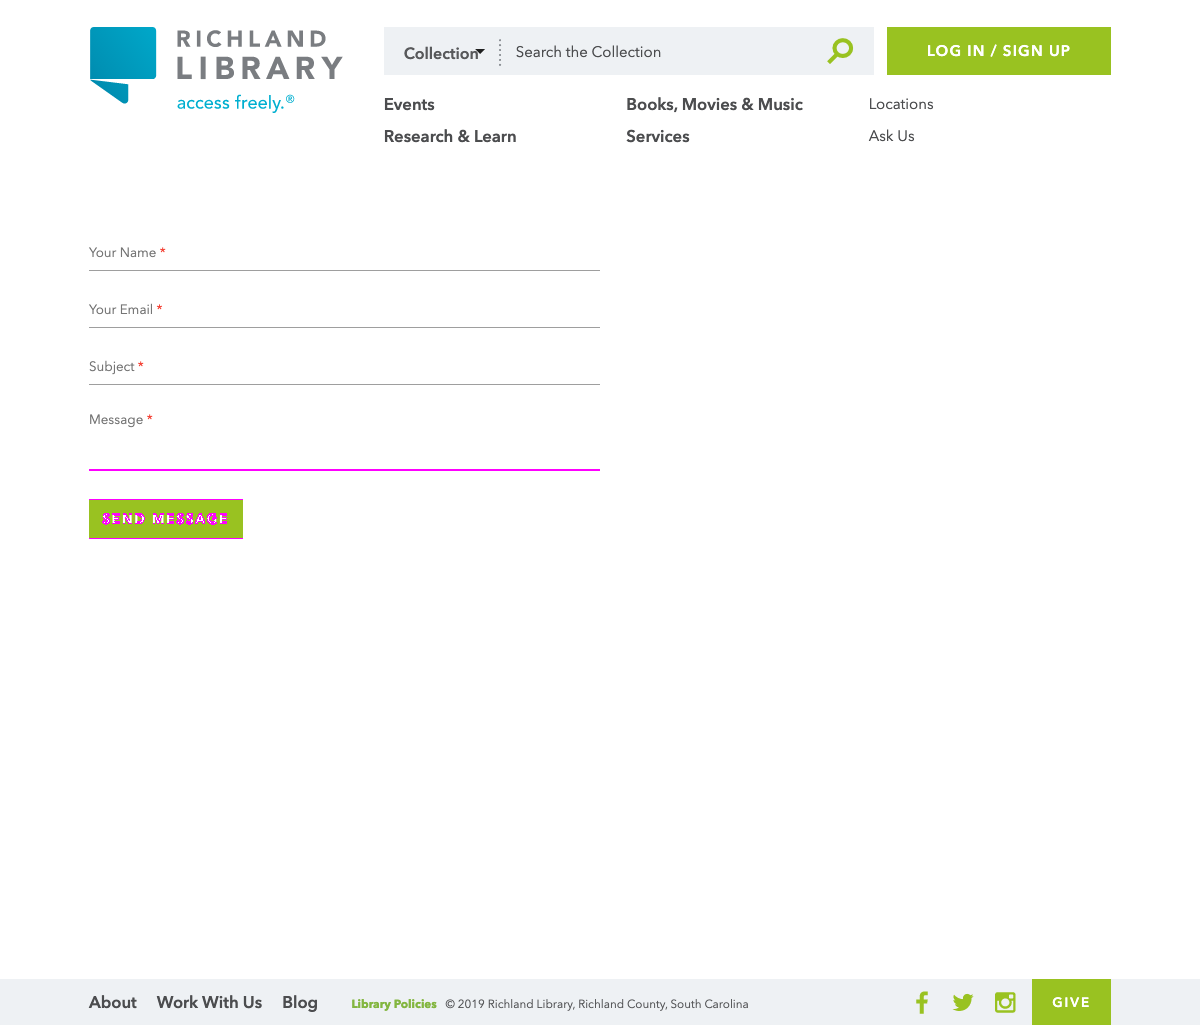 RICHLAND
LIBRARY
access freely.®
Collection
Search the Collection
LOG IN / SIGN UP
Events
Books, Movies & Music
Locations
Research & Learn
Services
Ask Us
Your Name *
Your Email *
Subject *
Message *
SEND MESSAGE
About Work With Us Blog Library Policies © 2019 Richland Library, Richland County, South Carolina GIVE